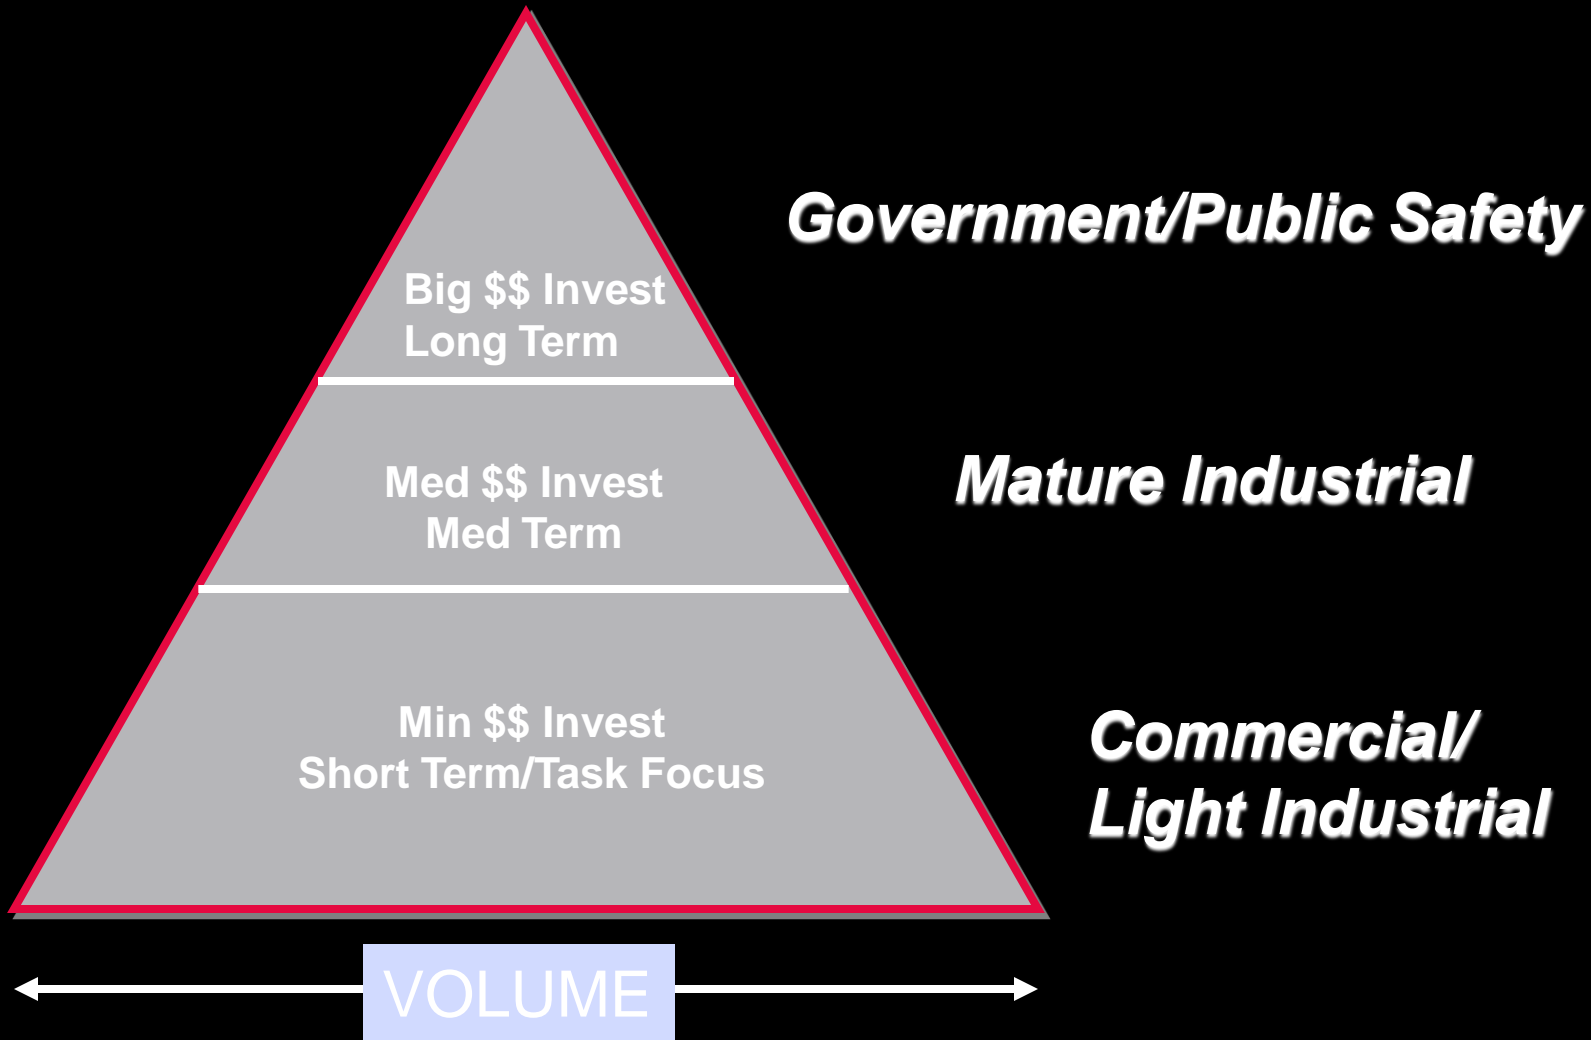 Government/Public Safety
Big $$ Invest
Long Term
Mature Industrial
Med $$ Invest
Med Term
Min $$ Invest
Short Term/Task Focus
Commercial/
Light Industrial
VOLUME